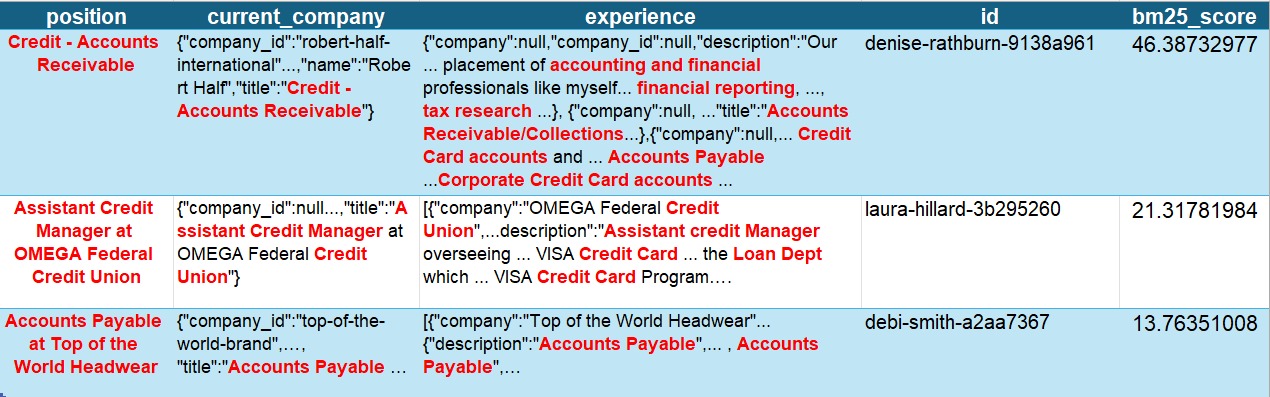 position current_company experience id bm25_score
Credit - Accounts
Receivable
{"company_id":"robert-half-
international"...,"name":"Robe
rt Half","title":"Credit -
Accounts Receivable"}
{"company":null,"company_id":null,"description":"Our
... placement of accounting and financial
professionals like myself... financial reporting, ...,
tax research ...}, {"company":null, ..."title":"Accounts
Receivable/Collections...},{"company":null,... Credit
Card accounts and ... Accounts Payable
...Corporate Credit Card accounts ...
denise-rathburn-9138a961
46.38732977
Assistant Credit
Manager at
OMEGA Federal
Credit Union
{"company_id":null...,"title":"A
ssistant Credit Manager at
OMEGA Federal Credit
Union"}
[{"company":"OMEGA Federal Credit
Union",...description":"Assistant credit Manager
overseeing ... VISA Credit Card ... the Loan Dept
which ... VISA Credit Card Program....
laura-hillard-3b295260
21.31781984
Accounts Payable
at Top of the
World Headwear
{"company_id":"top-of-the-
world-brand",...,
"title":"Accounts Payable ...
[{"company":"Top of the World Headwear"...
{"description":"Accounts Payable",... , Accounts
Payable",...
debi-smith-a2aa7367
13.76351008